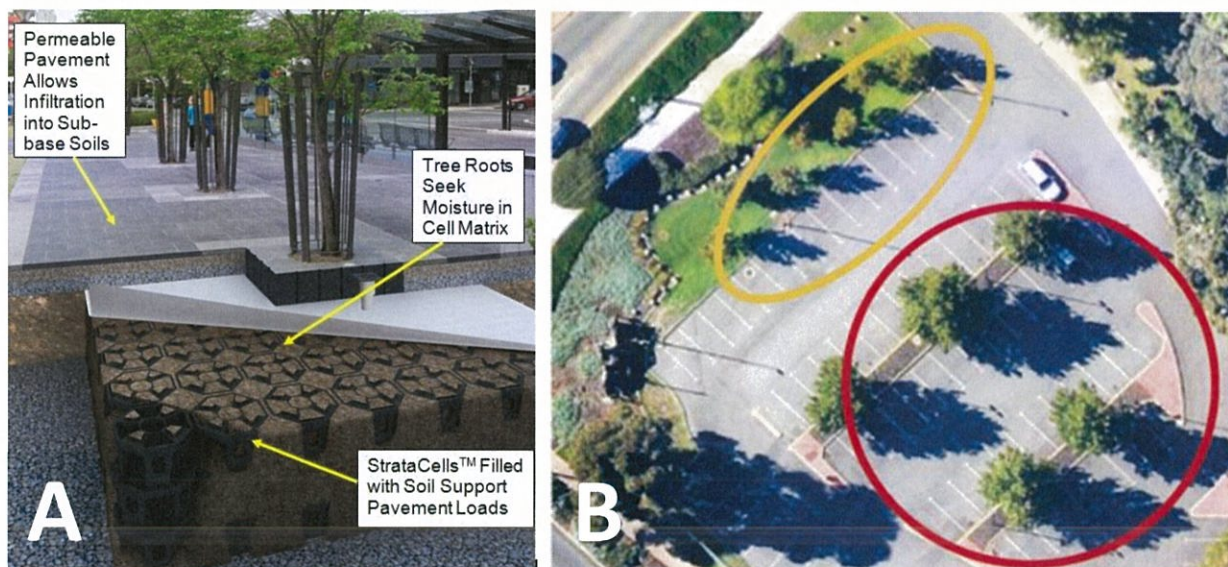 Permeable
Pavement
Allows
Infiltration
into Sub-
base Soils
Tree Roots
Seek
Moisture in
Cell Matrix
StrataCells™ Filled
with Soil Support
Pavement Loads
A
B